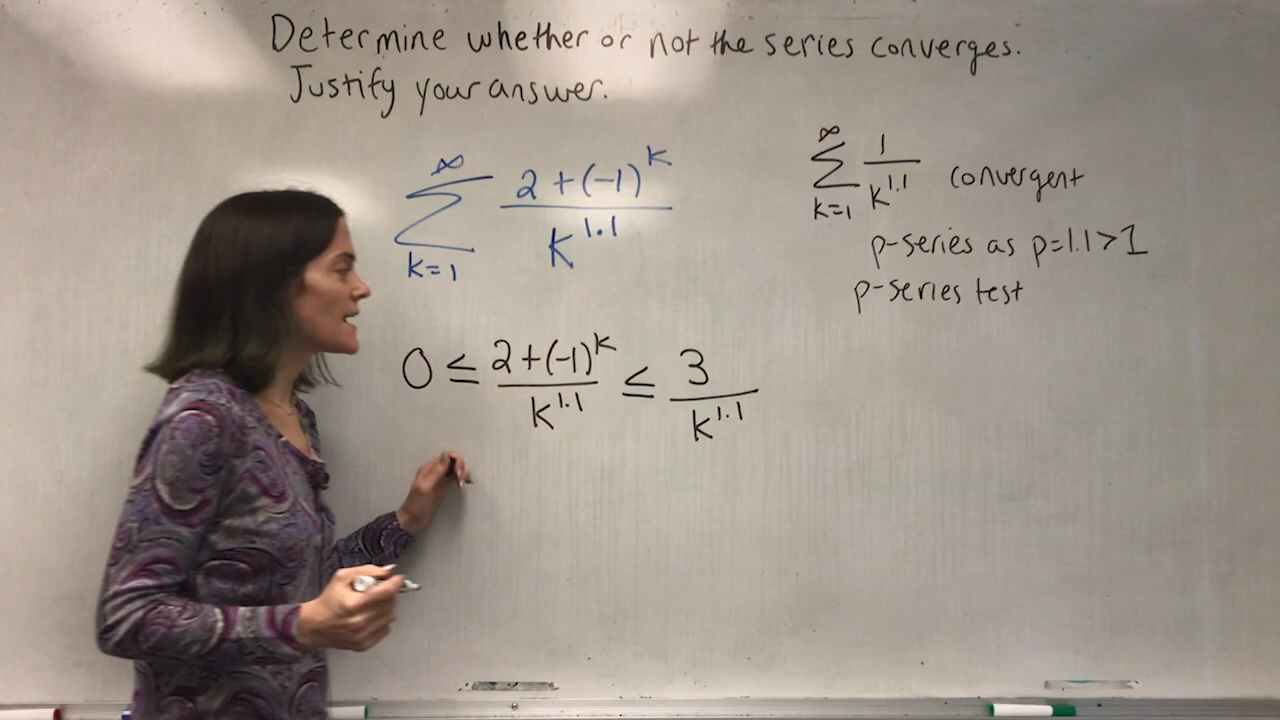 Determine whether or not the series converges.
Justify your answer.
∞
∑ (2+(-1)^k)/k^1.1
k=1
∞
∑ 1/k^1.1 convergent
k=1
p-series as p=1.1>1
p-series test
0 ≤ (2+(-1)^k)/k^1.1 ≤ 3/k^1.1